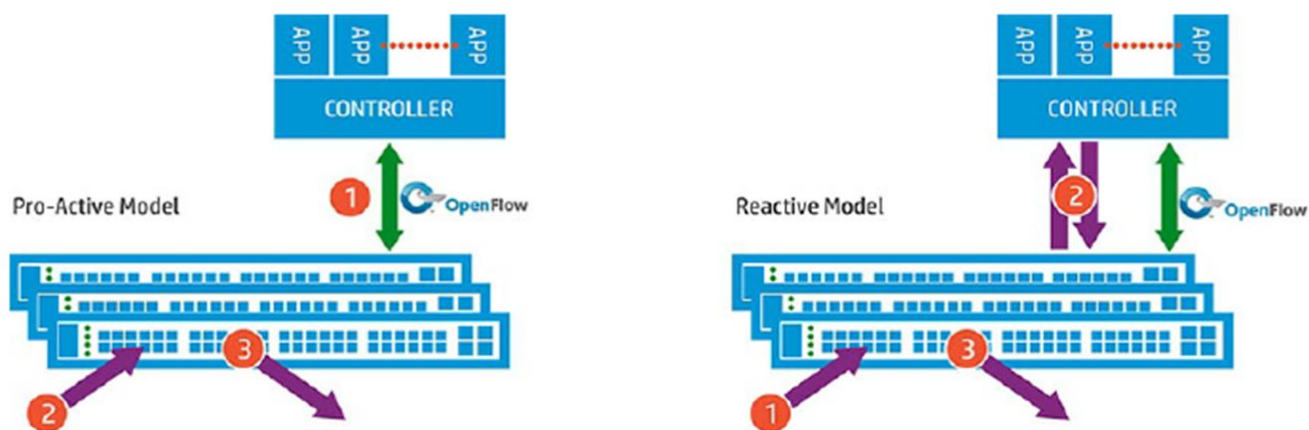 APP APP APP
CONTROLLER
1
OpenFlow
Pro-Active Model
3
2
APP APP APP
CONTROLLER
2
OpenFlow
Reactive Model
3
1